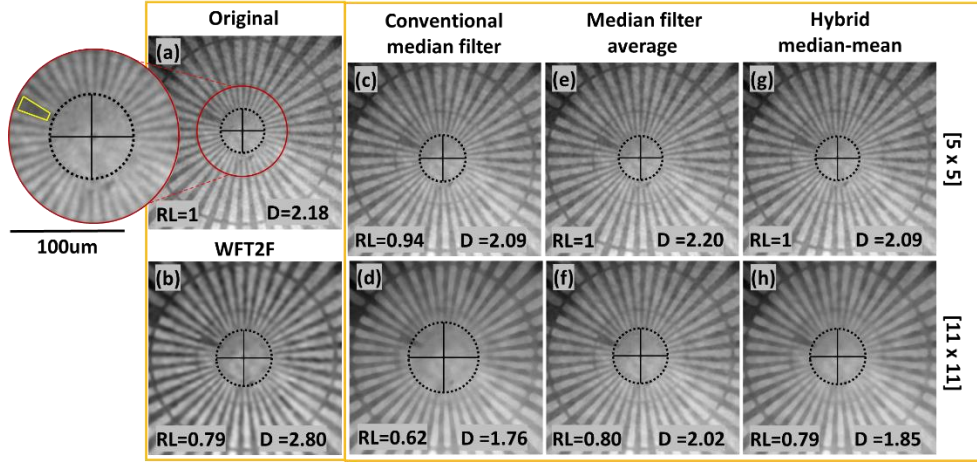 Original
Conventional
median filter
Median filter
average
Hybrid
median-mean
(a)
RL=1 D=2.18
100um
(c)
RL=0.94 D=2.09
(e)
RL=1 D=2.20
(g)
RL=1 D=2.09
[5 x 5]
WFT2F
(b)
RL=0.79 D=2.80
(d)
RL=0.62 D=1.76
(f)
RL=0.80 D=2.02
(h)
RL=0.79 D=1.85
[11 x 11]